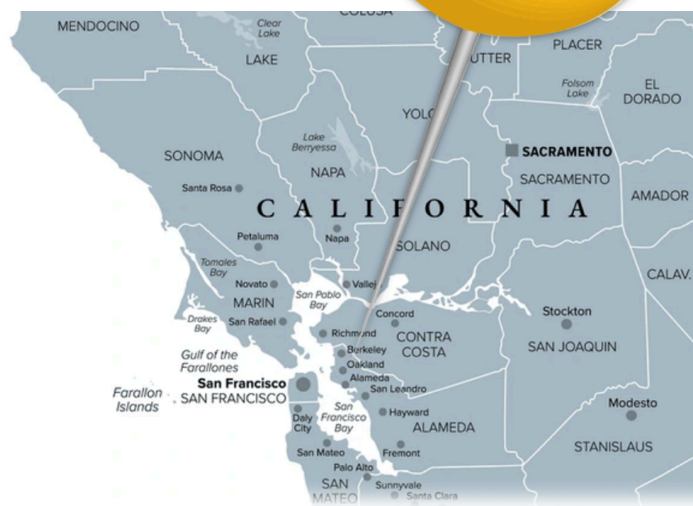 COLUSA
MENDOCINO
Clear
Lake
LAKE
UTTER
PLACER
Folsom
Lake
EL
DORADO
YOLO
Lake
Berryessa
SONOMA
NAPA
SACRAMENTO
SACRAMENTO
Santa Rosa
AMADOR
CALIFORNIA
Petaluma
Napa
SOLANO
Tomales
Bay
CALAV.
Novato
San Pablo
Bay
Vallejo
MARIN
Concord
Stockton
Drakes
Bay
San Rafael
Richmond
CONTRA
COSTA
SAN JOAQUIN
Gulf of the
Farallones
Berkeley
Oakland
San Francisco
SAN FRANCISCO
Alameda
San Leandro
Farallon
Islands
Daly
City
San
Francisco
Bay
Hayward
ALAMEDA
Modesto
San Mateo
Fremont
STANISLAUS
Palo Alto
SAN
MATEO
Sunnyvale
Santa Clara